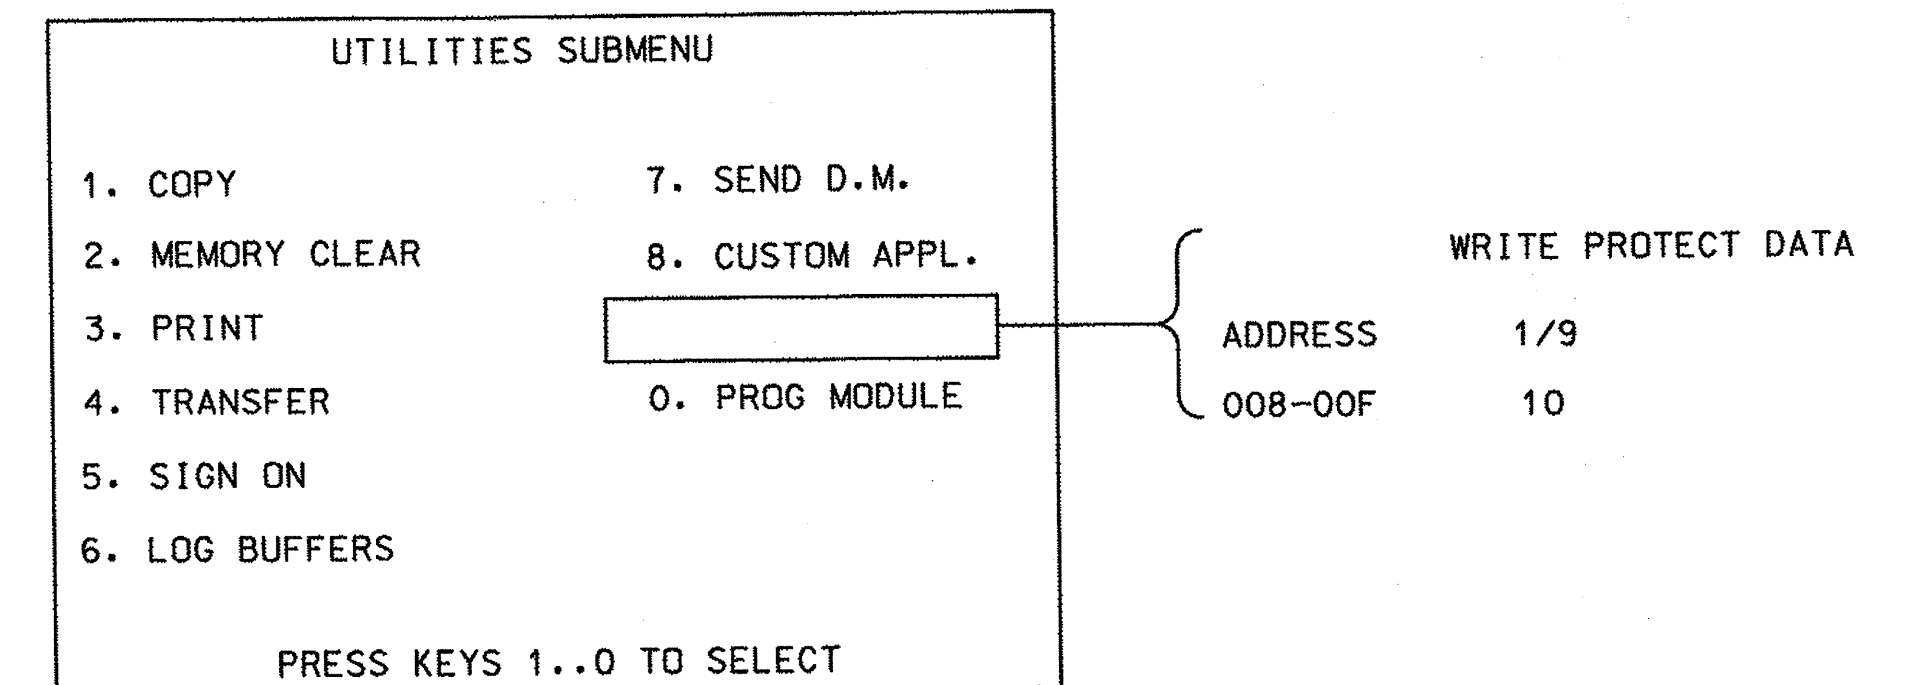 UTILITIES SUBMENU
1. COPY
2. MEMORY CLEAR
3. PRINT
4. TRANSFER
5. SIGN ON
6. LOG BUFFERS
7. SEND D.M.
8. CUSTOM APPL.
0. PROG MODULE
PRESS KEYS 1..0 TO SELECT
WRITE PROTECT DATA
ADDRESS 1/9
008-00F 10